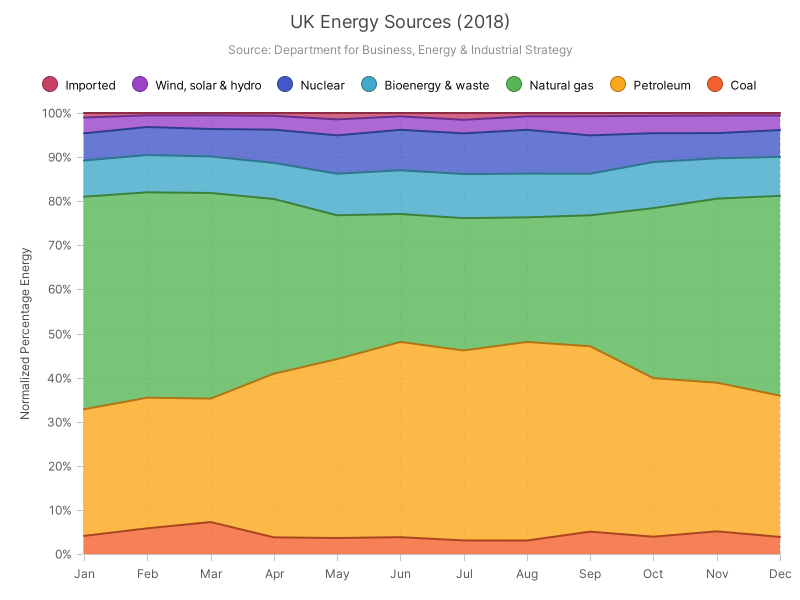 UK Energy Sources (2018)
Source: Department for Business, Energy & Industrial Strategy
Imported Wind, solar & hydro Nuclear Bioenergy & waste Natural gas Petroleum Coal
Normalized Percentage Energy
100%
90%
80%
70%
60%
50%
40%
30%
20%
10%
0%
Jan Feb Mar Apr May Jun Jul Aug Sep Oct Nov Dec